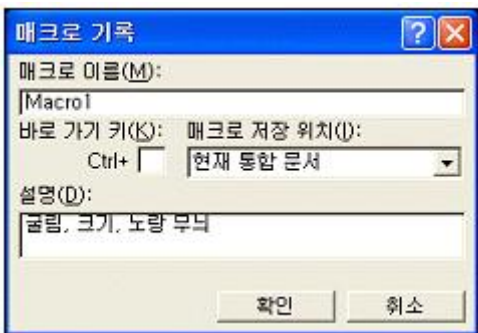 매크로 기록
매크로 이름(M):
Macro1
바로 가기 키(K): 매크로 저장 위치(I):
Ctrl+ 현재 통합 문서
설명(D):
굴림, 크기, 노랑 무늬
확인 취소